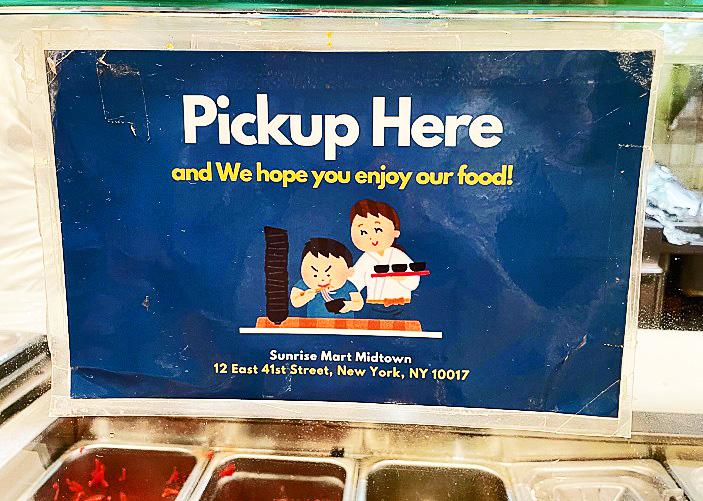 Pickup Here
and We hope you enjoy our food!
Sunrise Mart Midtown
12 East 41st Street, New York, NY 10017